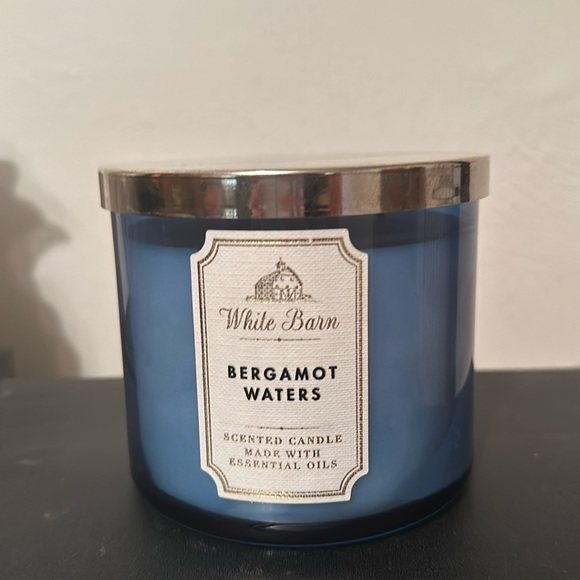 White Barn
BERGAMOT
WATERS
SCENTED CANDLE
MADE WITH
ESSENTIAL OILS